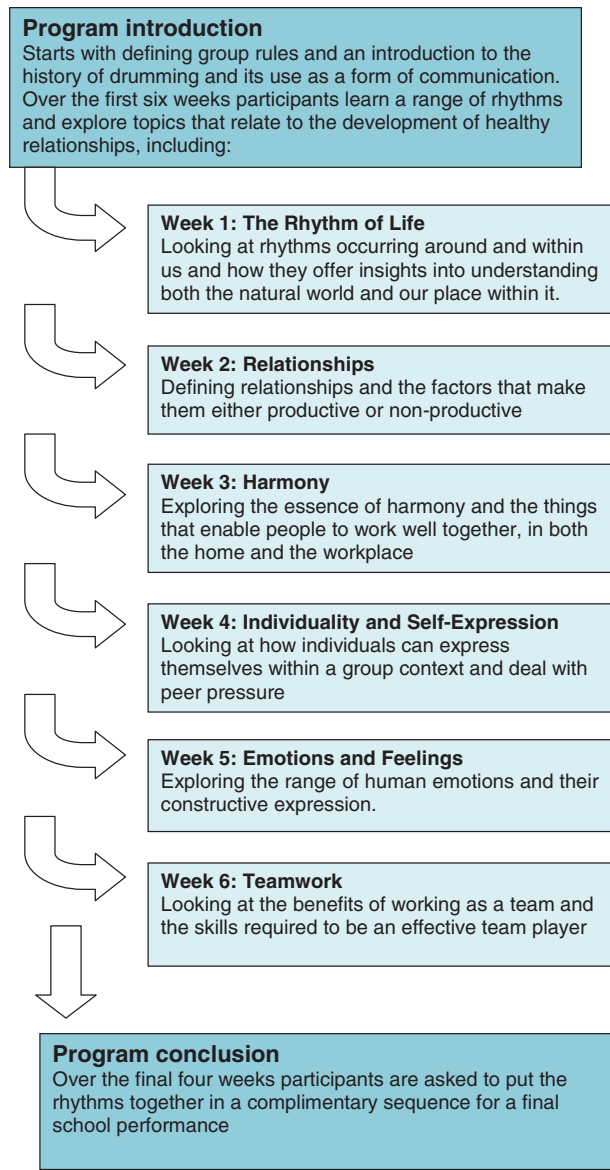 Program introduction
Starts with defining group rules and an introduction to the
history of drumming and its use as a form of communication.
Over the first six weeks participants learn a range of rhythms
and explore topics that relate to the development of healthy
relationships, including:
Week 1: The Rhythm of Life
Looking at rhythms occurring around and within
us and how they offer insights into understanding
both the natural world and our place within it.
Week 2: Relationships
Defining relationships and the factors that make
them either productive or non-productive
Week 3: Harmony
Exploring the essence of harmony and the things
that enable people to work well together, in both
the home and the workplace
Week 4: Individuality and Self-Expression
Looking at how individuals can express
themselves within a group context and deal with
peer pressure
Week 5: Emotions and Feelings
Exploring the range of human emotions and their
constructive expression.
Week 6: Teamwork
Looking at the benefits of working as a team and
the skills required to be an effective team player
Program conclusion
Over the final four weeks participants are asked to put the
rhythms together in a complimentary sequence for a final
school performance